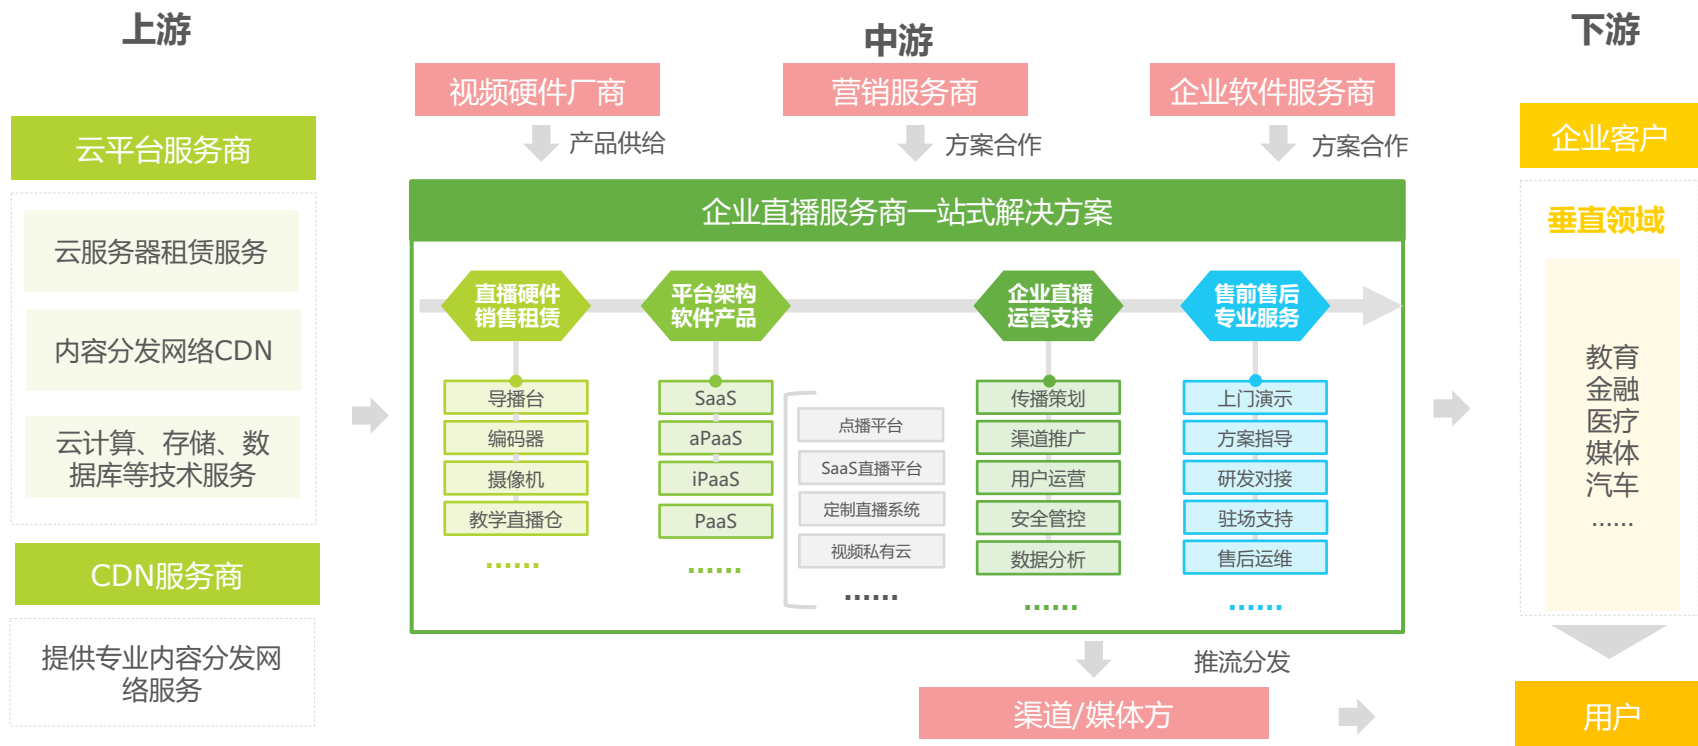 上游
中游
下游
云平台服务商
云服务器租赁服务
内容分发网络CDN
云计算、存储、数
据库等技术服务
CDN服务商
提供专业内容分发网
络服务
视频硬件厂商
营销服务商
企业软件服务商
产品供给
方案合作
方案合作
企业直播服务商一站式解决方案
直播硬件
销售租赁
导播台
编码器
摄像机
教学直播仓
......
平台架构
软件产品
SaaS
aPaaS
iPaaS
PaaS
......
点播平台
SaaS直播平台
定制直播系统
视频私有云
......
企业直播
运营支持
传播策划
渠道推广
用户运营
安全管控
数据分析
......
售前售后
专业服务
上门演示
方案指导
研发对接
驻场支持
售后运维
......
推流分发
渠道/媒体方
企业客户
垂直领域
教育
金融
医疗
媒体
汽车
......
用户